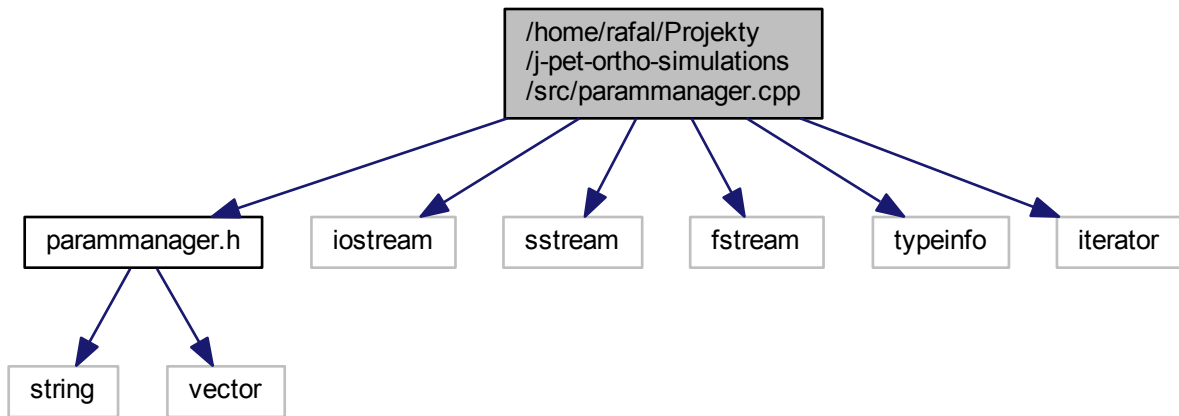 /home/rafal/Projekty
/j-pet-ortho-simulations
/src/parammanager.cpp
parammanager.h
iostream
sstream
fstream
typeinfo
iterator
string
vector